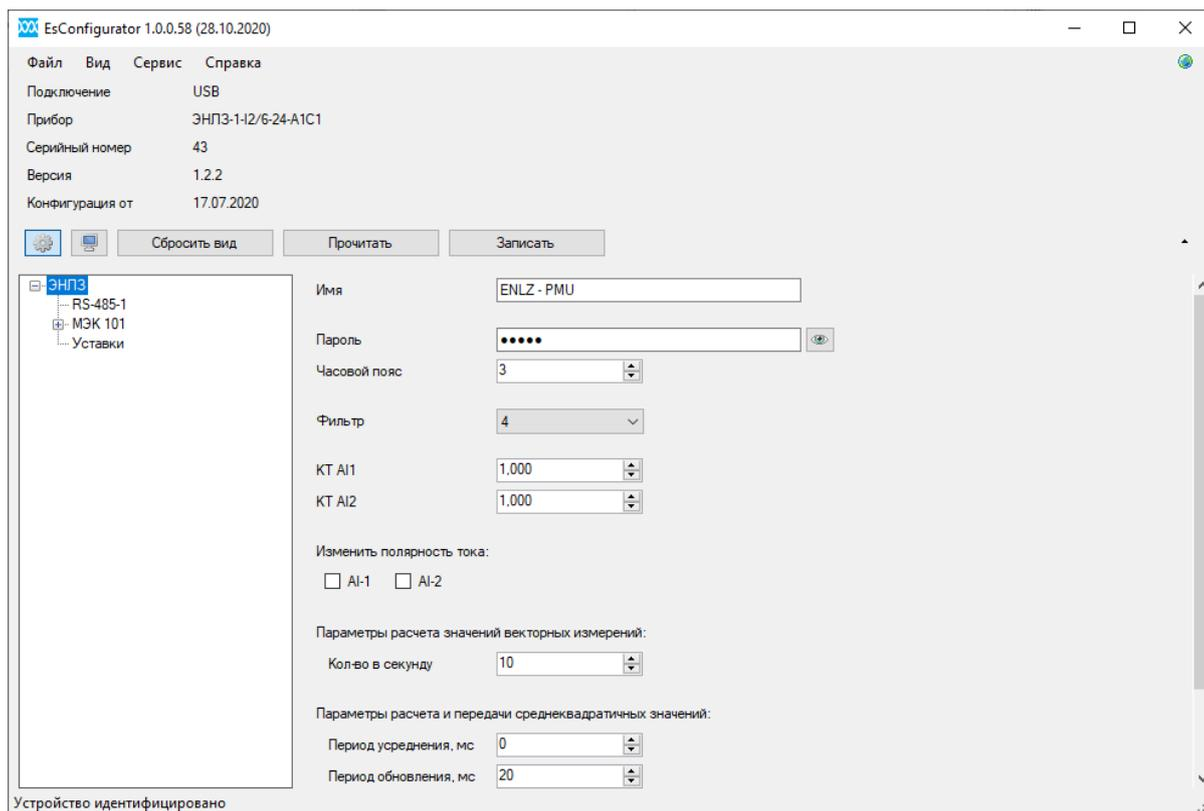 EsConfigurator 1.0.0.58 (28.10.2020)
Файл Вид Сервис Справка
Подключение USB
Прибор ЭНЛЗ-1-I2/6-24-A1C1
Серийный номер 43
Версия 1.2.2
Конфигурация от 17.07.2020
Сбросить вид Прочитать Записать
ЭНЛЗ
RS-485-1
МЭК 101
Уставки
Имя ENLZ - PMU
Пароль •••••
Часовой пояс 3
Фильтр 4
КТ AI1 1,000
КТ AI2 1,000
Изменить полярность тока:
AI-1 AI-2
Параметры расчета значений векторных измерений:
Кол-во в секунду 10
Параметры расчета и передачи среднеквадратичных значений:
Период усреднения, мс 0
Период обновления, мс 20
Устройство идентифицировано